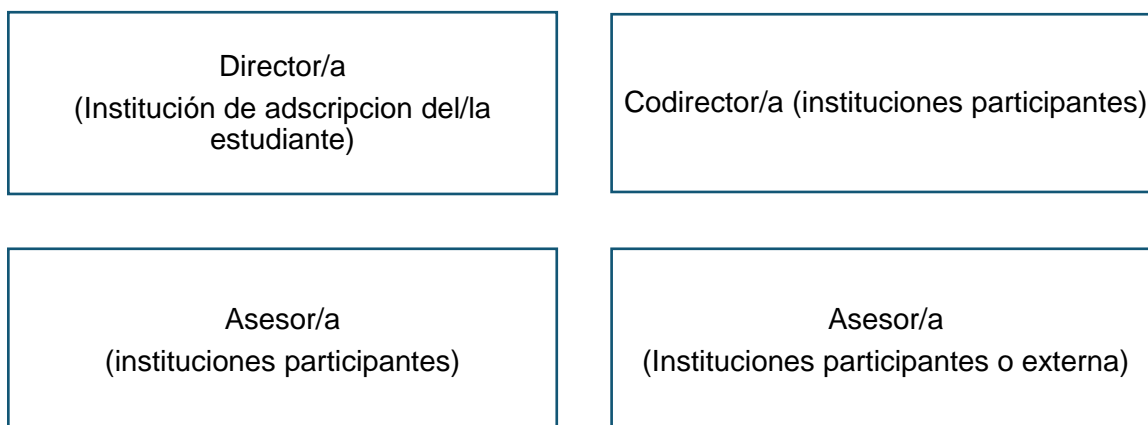 Director/a
(Institución de adscripcion del/la
estudiante)
Codirector/a (instituciones participantes)
Asesor/a
(instituciones participantes)
Asesor/a
(Instituciones participantes o externa)